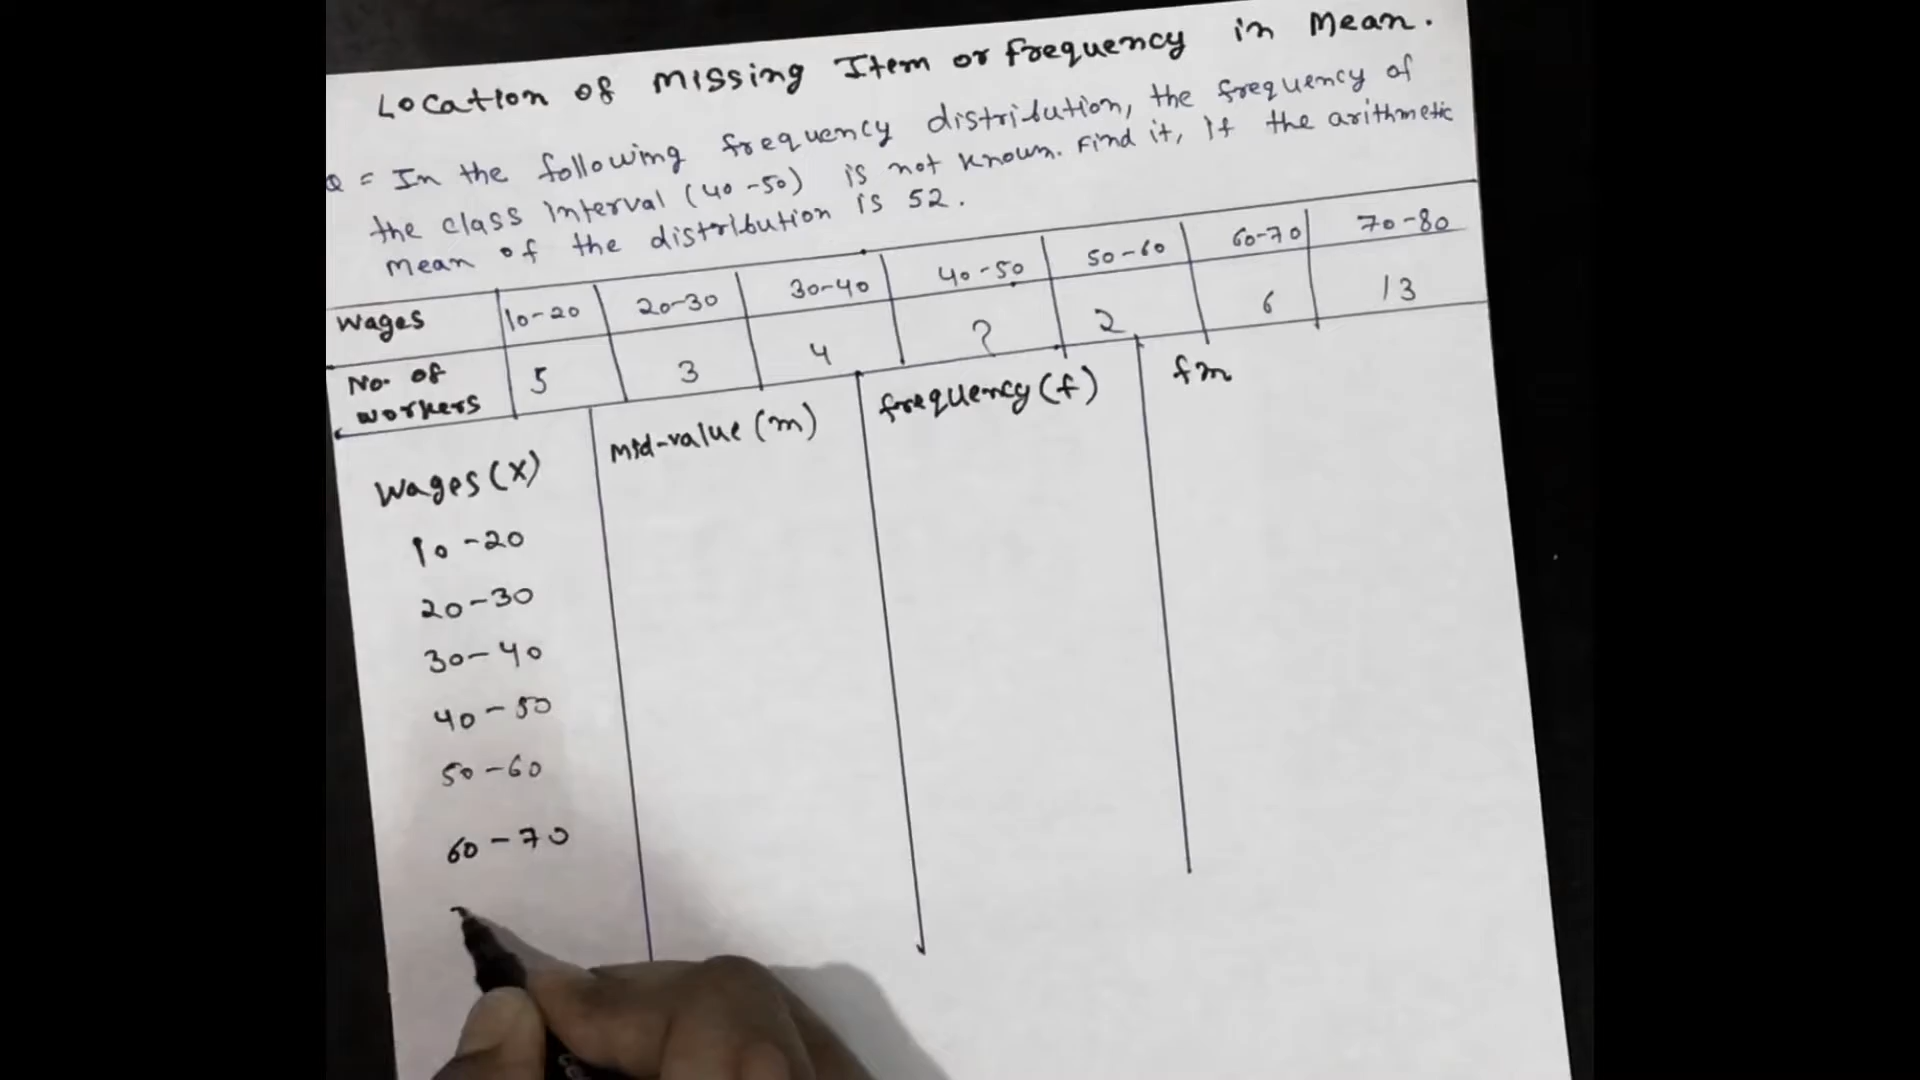 Location of Missing Item or frequency in Mean.
Q = In the following frequency distribution, the frequency of
the class interval (40-50) is not known. Find it, if the arithmetic
mean of the distribution is 52.
Wages 10-20 20-30 30-40 40-50 50-60 60-70 70-80
No. of workers 5 3 4 ? 2 6 13
Wages (X) Mid-value (m) frequency (f) fm
10-20
20-30
30-40
40-50
50-60
60-70